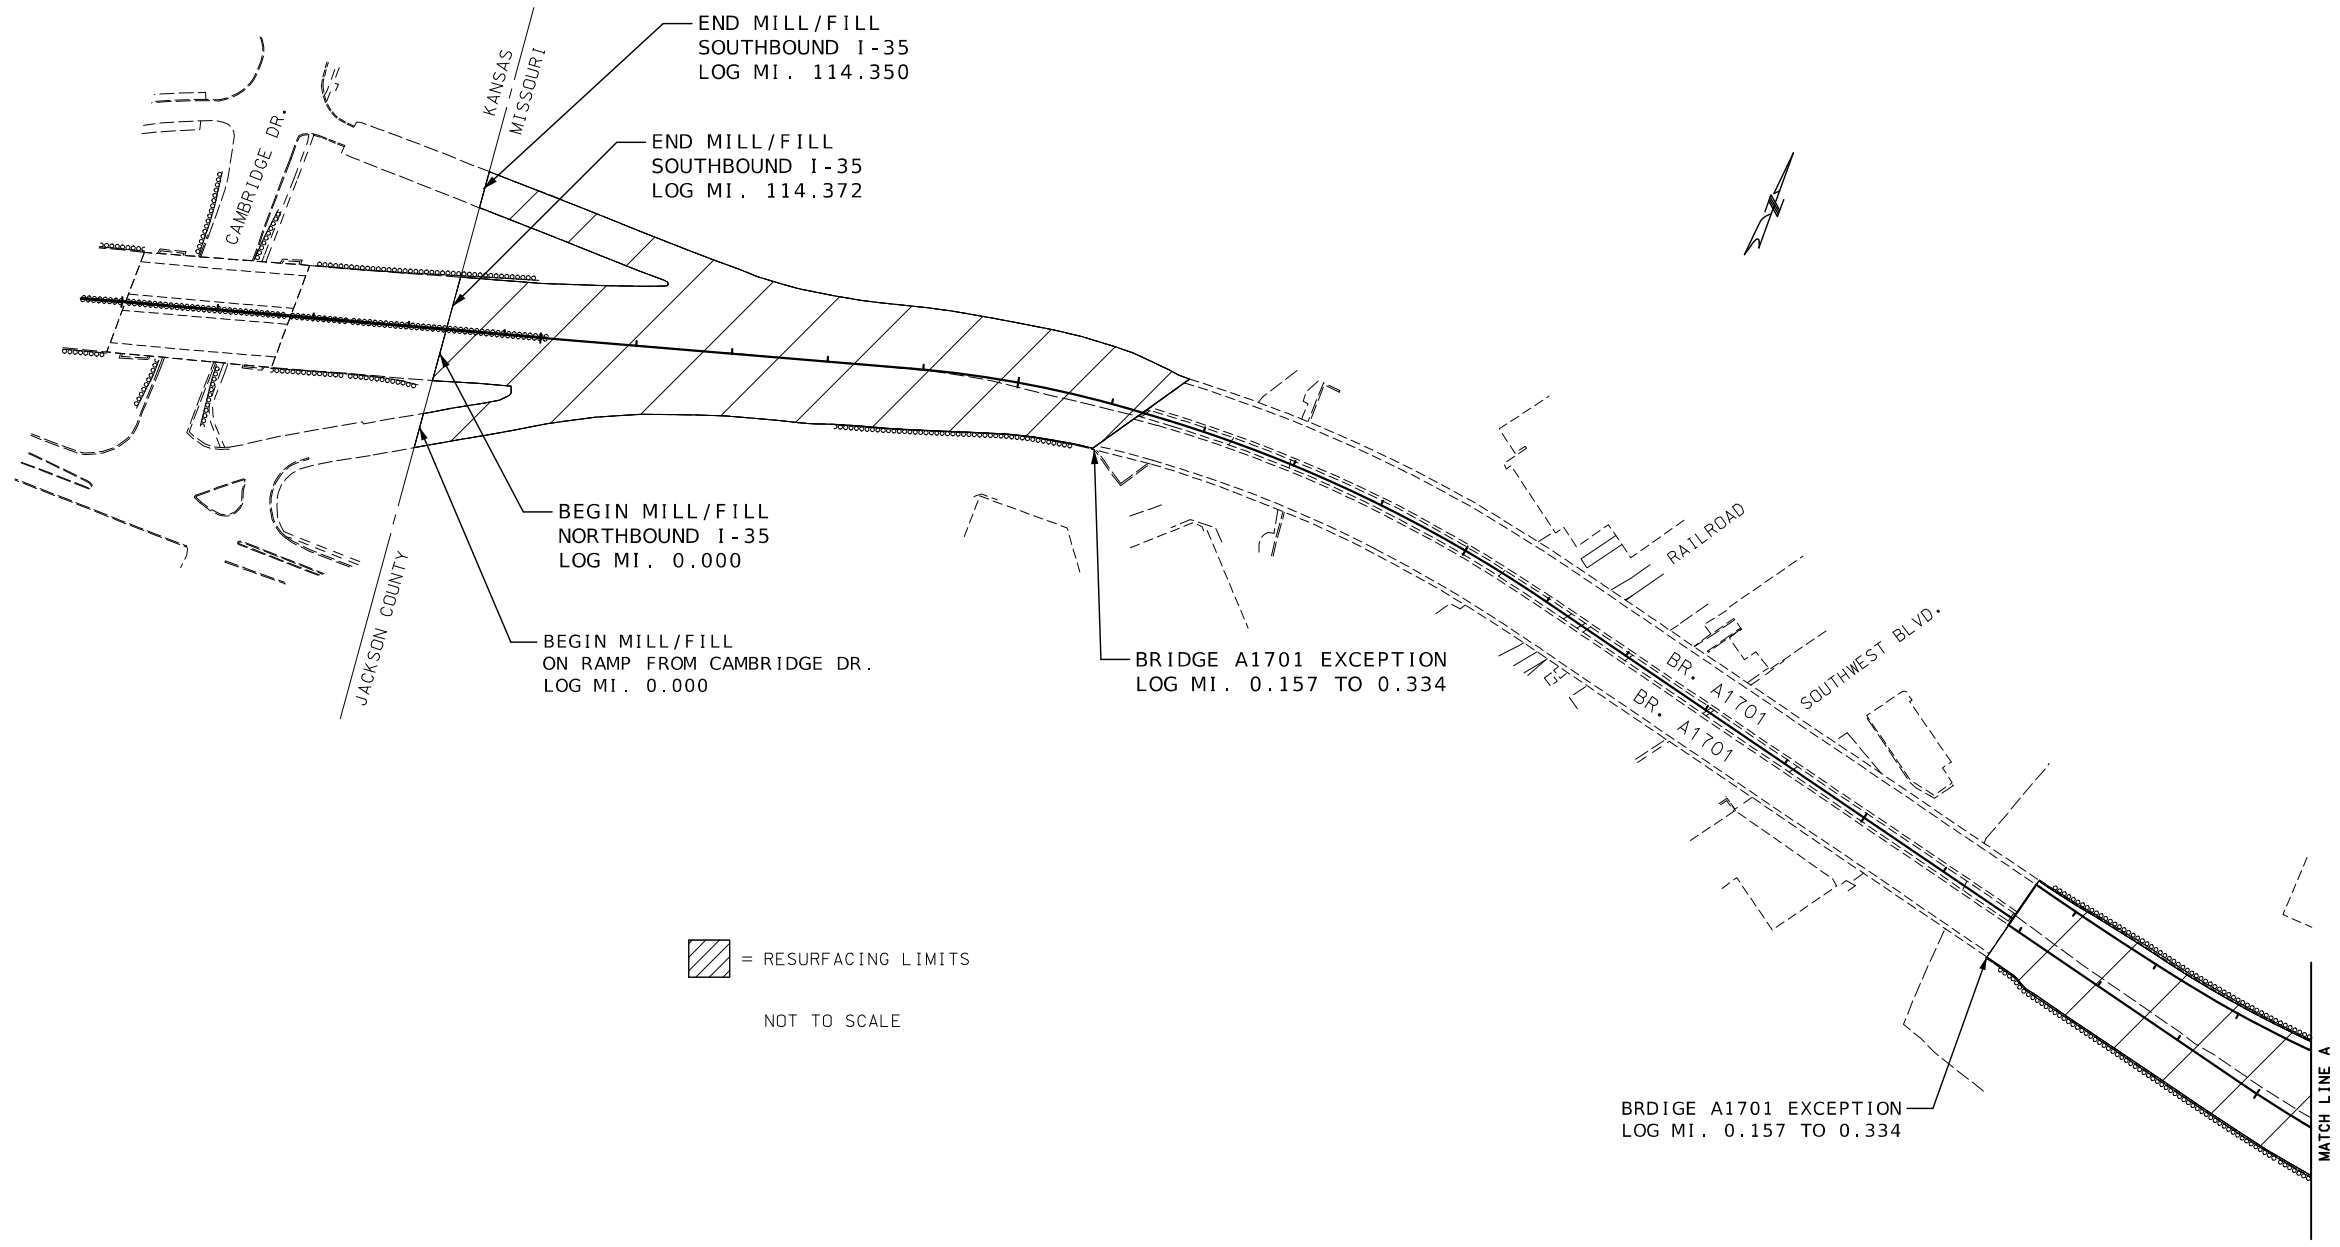 END MILL/FILL
SOUTHBOUND I-35
LOG MI. 114.350
KANSAS
MISSOURI
END MILL/FILL
SOUTHBOUND I-35
LOG MI. 114.372
CAMBRIDGE DR.
BEGIN MILL/FILL
NORTHBOUND I-35
LOG MI. 0.000
JACKSON COUNTY
BEGIN MILL/FILL
ON RAMP FROM CAMBRIDGE DR.
LOG MI. 0.000
BRIDGE A1701 EXCEPTION
LOG MI. 0.157 TO 0.334
RAILROAD
SOUTHWEST BLVD.
BR. A1701
BR. A1701
= RESURFACING LIMITS
NOT TO SCALE
BRDIGE A1701 EXCEPTION
LOG MI. 0.157 TO 0.334
MATCH LINE A